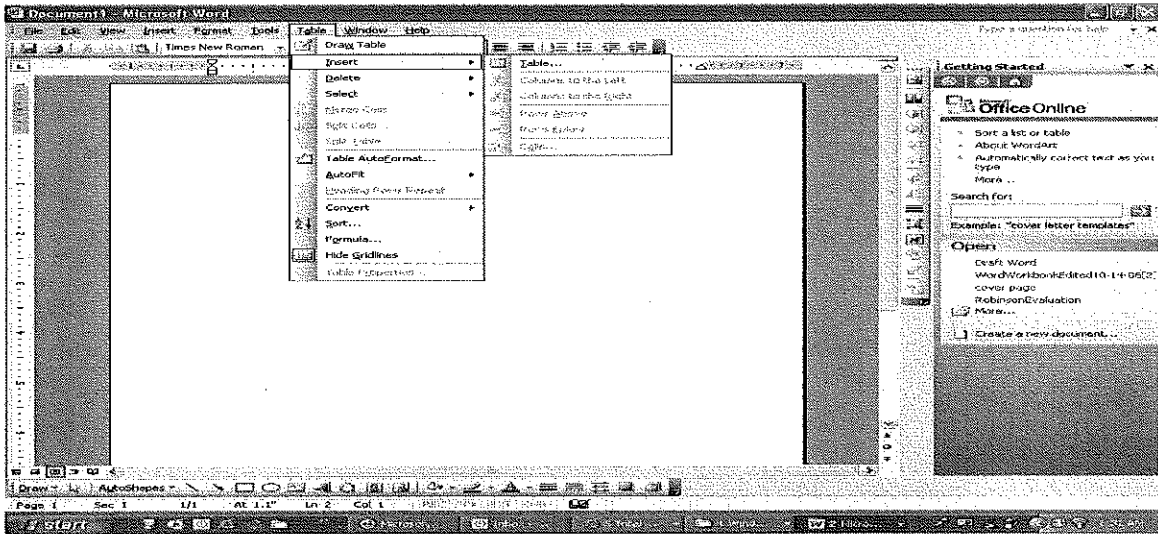 Document1 - Microsoft Word
File Edit View Insert Format Tools Table Window Help
Type a question for help
Times New Roman
Draw Table
Insert
Delete
Select
Merge Cells
Split Cells...
Split Table
Table AutoFormat...
AutoFit
Heading Rows Repeat
Convert
Sort...
Formula...
Hide Gridlines
Table Properties...
Table...
Columns to the Left
Columns to the Right
Rows Above
Rows Below
Cells...
Getting Started
Office Online
Sort a list or table
About WordArt
Automatically correct text as you
type
More...
Search for:
Example: "cover letter templates"
Open
Draft Word
WordWorkbookEdited10-14-06(2)
cover page
RobinsonEvaluation
More...
Create a new document...
Draw AutoShapes
Page 1 Sec 1 1/1 At 1.1" Ln 2 Col 1
start